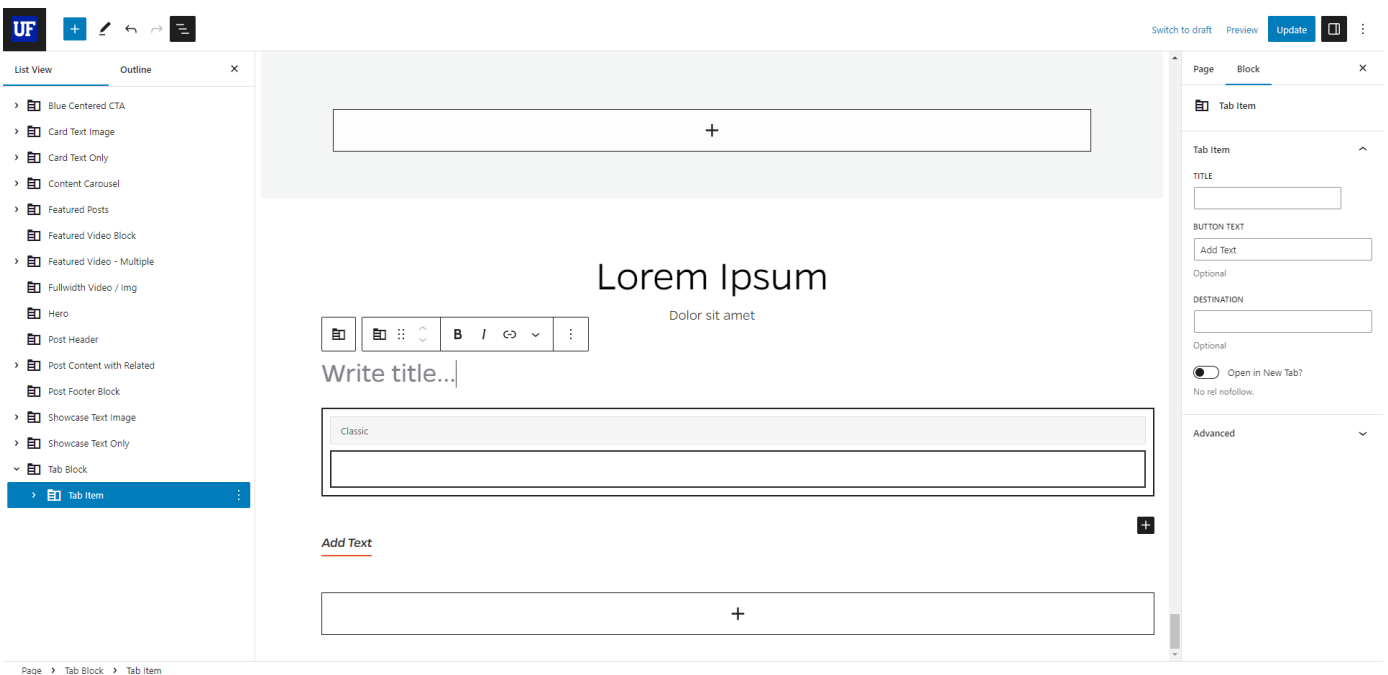 UF
Switch to draft Preview Update
List View Outline
Blue Centered CTA
Card Text Image
Card Text Only
Content Carousel
Featured Posts
Featured Video Block
Featured Video - Multiple
Fullwidth Video / Img
Hero
Post Header
Post Content with Related
Post Footer Block
Showcase Text Image
Showcase Text Only
Tab Block
Tab Item
Lorem Ipsum
Dolor sit amet
B I
Write title...
Classic
Add Text
Page Block
Tab Item
Tab Item
TITLE
BUTTON TEXT
Add Text
Optional
DESTINATION
Optional
Open in New Tab?
No rel nofollow.
Advanced
Page > Tab Block > Tab Item